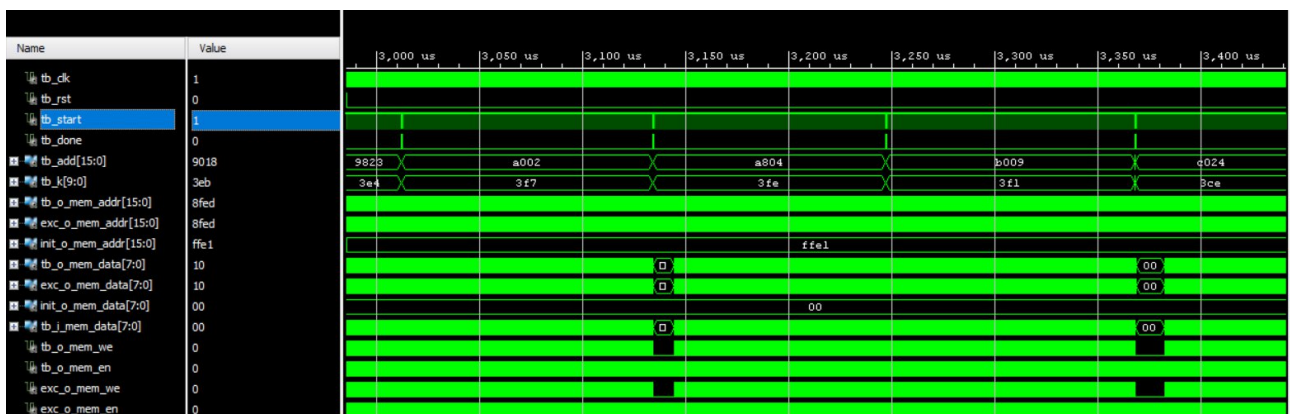 Name Value
3,000 us 3,050 us 3,100 us 3,150 us 3,200 us 3,250 us 3,300 us 3,350 us 3,400 us
tb_clk 1
tb_rst 0
tb_start 1
tb_done 0
tb_add[15:0] 9018 9823 a002 a804 b009 c024
tb_k[9:0] 3eb 3e4 3f7 3fe 3f1 3ce
tb_o_mem_addr[15:0] 8fed
exc_o_mem_addr[15:0] 8fed
init_o_mem_addr[15:0] ffe1 ffe1
tb_o_mem_data[7:0] 10 00
exc_o_mem_data[7:0] 10 00
init_o_mem_data[7:0] 00 00
tb_i_mem_data[7:0] 00 00
tb_o_mem_we 0
tb_o_mem_en 0
exc_o_mem_we 0
exc_o_mem_en 0